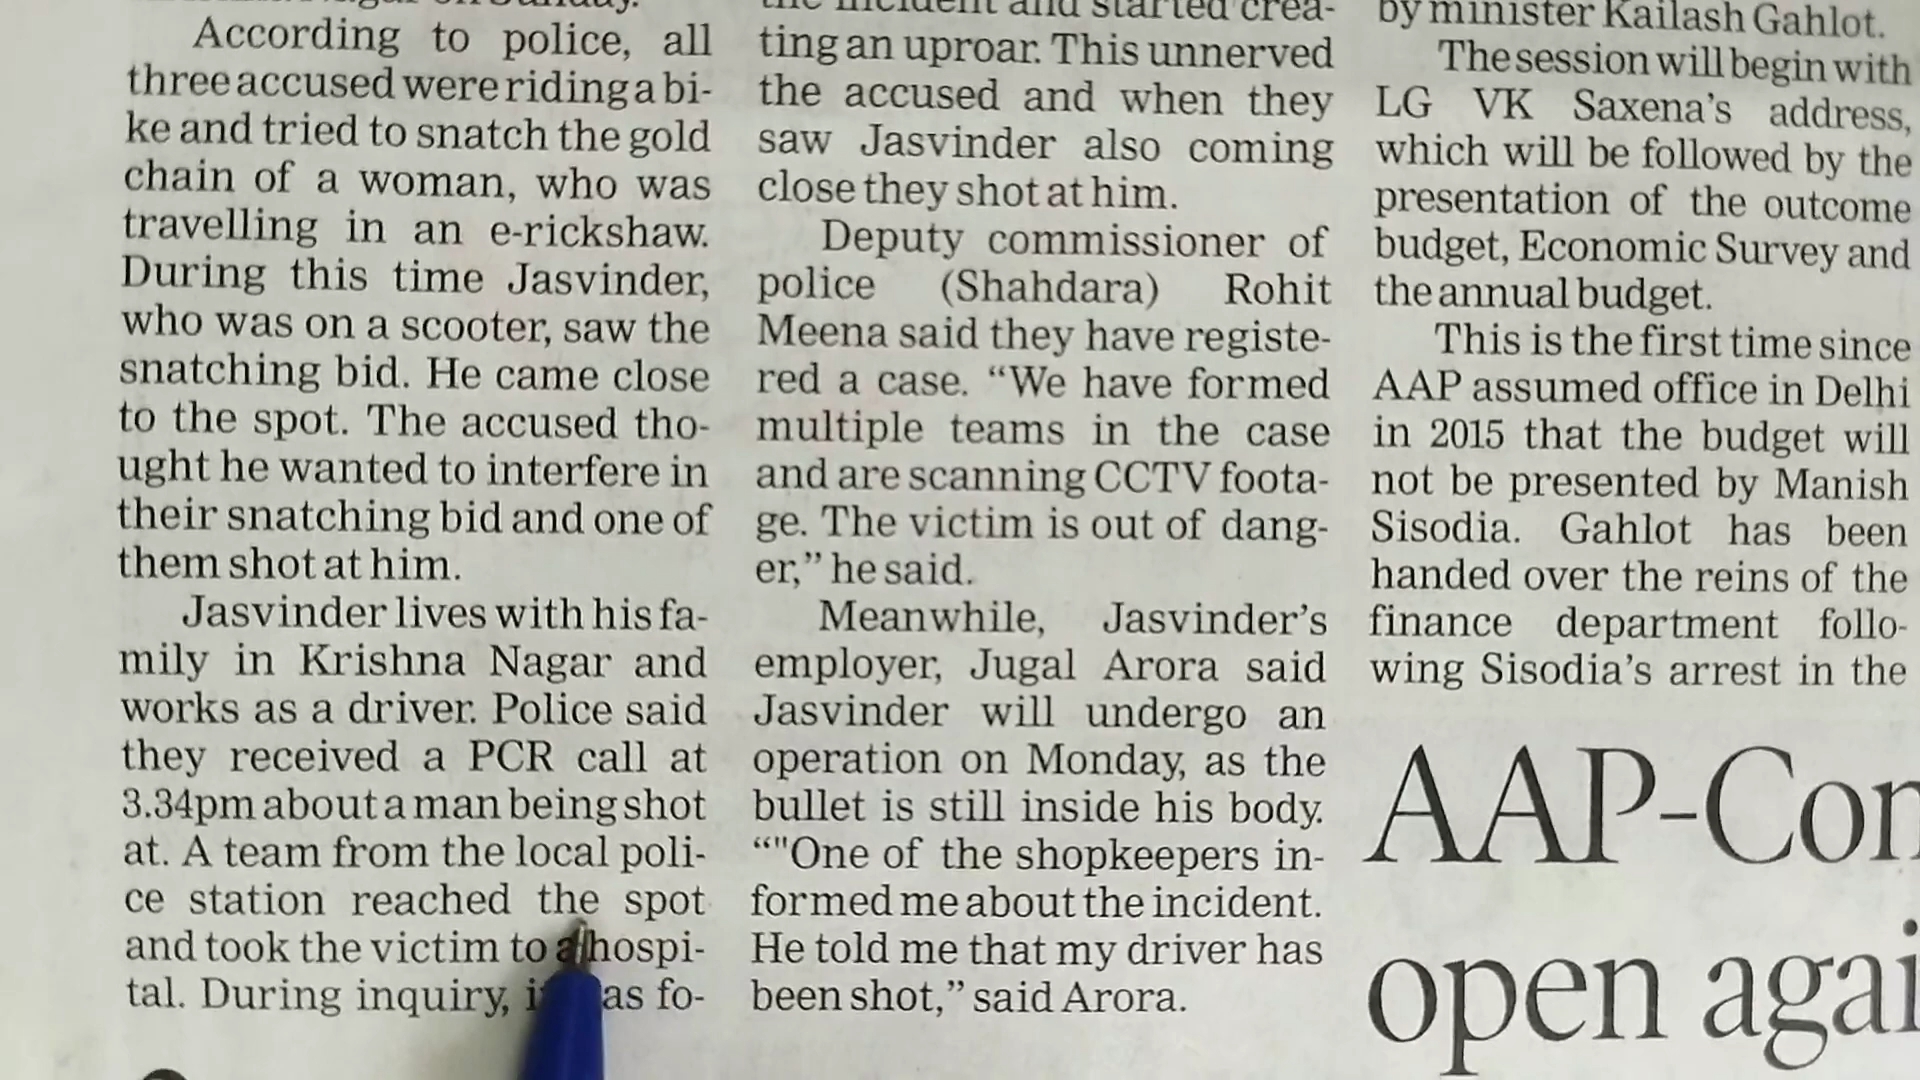 According to police, all
three accused were riding a bi-
ke and tried to snatch the gold
chain of a woman, who was
travelling in an e-rickshaw.
During this time Jasvinder,
who was on a scooter, saw the
snatching bid. He came close
to the spot. The accused tho-
ught he wanted to interfere in
their snatching bid and one of
them shot at him.
Jasvinder lives with his fa-
mily in Krishna Nagar and
works as a driver. Police said
they received a PCR call at
3.34pm about a man being shot
at. A team from the local poli-
ce station reached the spot
and took the victim to a hospi-
tal. During inquiry, it was fo-
the incident and started crea-
ting an uproar. This unnerved
the accused and when they
saw Jasvinder also coming
close they shot at him.
Deputy commissioner of
police (Shahdara) Rohit
Meena said they have registe-
red a case. “We have formed
multiple teams in the case
and are scanning CCTV foota-
ge. The victim is out of dang-
er,” he said.
Meanwhile, Jasvinder's
employer, Jugal Arora said
Jasvinder will undergo an
operation on Monday, as the
bullet is still inside his body.
“"One of the shopkeepers in-
formed me about the incident.
He told me that my driver has
been shot,” said Arora.
by minister Kailash Gahlot.
The session will begin with
LG VK Saxena's address,
which will be followed by the
presentation of the outcome
budget, Economic Survey and
the annual budget.
This is the first time since
AAP assumed office in Delhi
in 2015 that the budget will
not be presented by Manish
Sisodia. Gahlot has been
handed over the reins of the
finance department follo-
wing Sisodia's arrest in the
AAP-Con
open agai